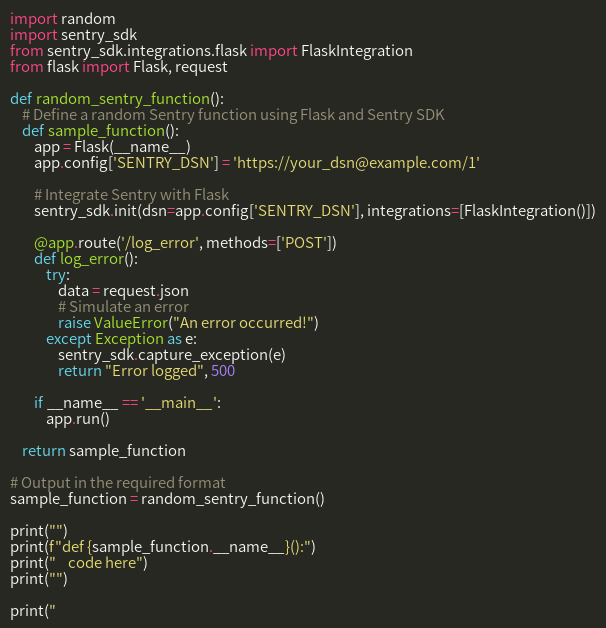 import random
import sentry_sdk
from sentry_sdk.integrations.flask import FlaskIntegration
from flask import Flask, request

def random_sentry_function():
    # Define a random Sentry function using Flask and Sentry SDK
    def sample_function():
        app = Flask(__name__)
        app.config['SENTRY_DSN'] = 'https://your_dsn@example.com/1'

        # Integrate Sentry with Flask
        sentry_sdk.init(dsn=app.config['SENTRY_DSN'], integrations=[FlaskIntegration()])

        @app.route('/log_error', methods=['POST'])
        def log_error():
            try:
                data = request.json
                # Simulate an error
                raise ValueError("An error occurred!")
            except Exception as e:
                sentry_sdk.capture_exception(e)
                return "Error logged", 500

        if __name__ == '__main__':
            app.run()

    return sample_function

# Output in the required format
sample_function = random_sentry_function()

print("")
print(f"def {sample_function.__name__}():")
print("    code here")
print("")

print("